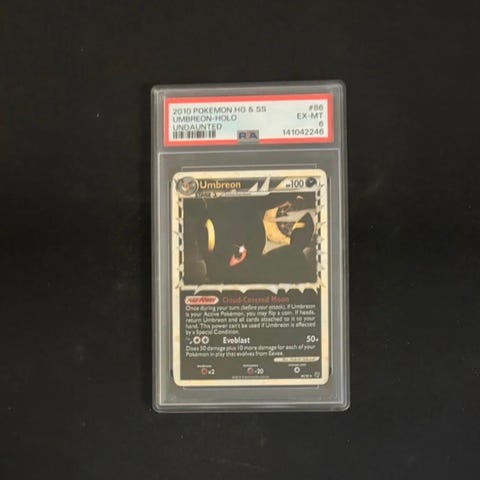 2010 POKEMON HG & SS #86
UMBREON-HOLO EX-MT
UNDAUNTED 6
141042246
Umbreon HP100
Cloud-Covered Moon
Once during your turn (before your attack), if Umbreon
is your Active Pokémon, you may flip a coin. If heads,
return Umbreon and all cards attached to it to your
hand. This power can't be used if Umbreon is affected
by a Special Condition.
Evoblast 50+
Does 50 damage plus 10 more damage for each of your
Pokémon in play that evolves from Eevee.
×2 -20